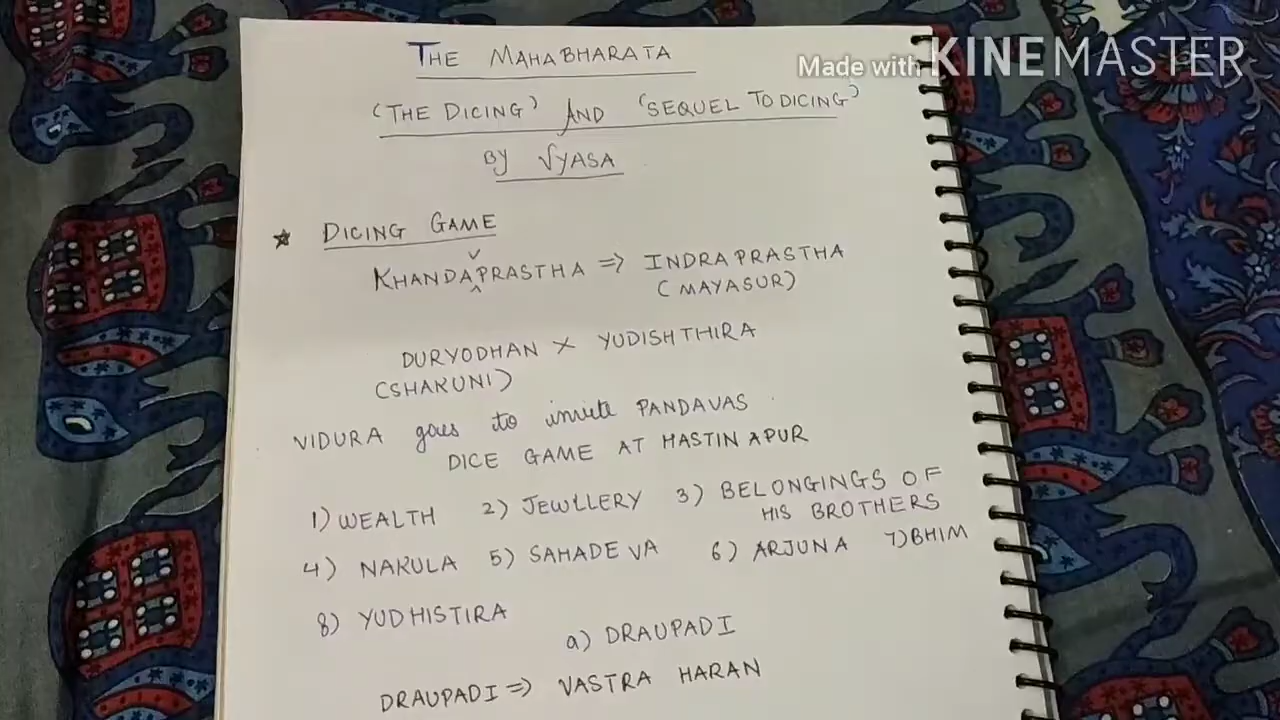 THE MAHABHARATA
Made with KINEMASTER
(THE DICING) AND (SEQUEL TO DICING)
By VYASA
★ DICING GAME
KHANDAPRASTHA ⇒ INDRAPRASTHA
(MAYASUR)
DURYODHAN X YUDISHTHIRA
(SHAKUNI)
VIDURA goes to invite PANDAVAS
DICE GAME AT HASTINAPUR
1) WEALTH 2) JEWLLERY 3) BELONGINGS OF
HIS BROTHERS
4) NAKULA 5) SAHADEVA 6) ARJUNA 7) BHIM
8) YUDHISTIRA
a) DRAUPADI
DRAUPADI ⇒ VASTRA HARAN